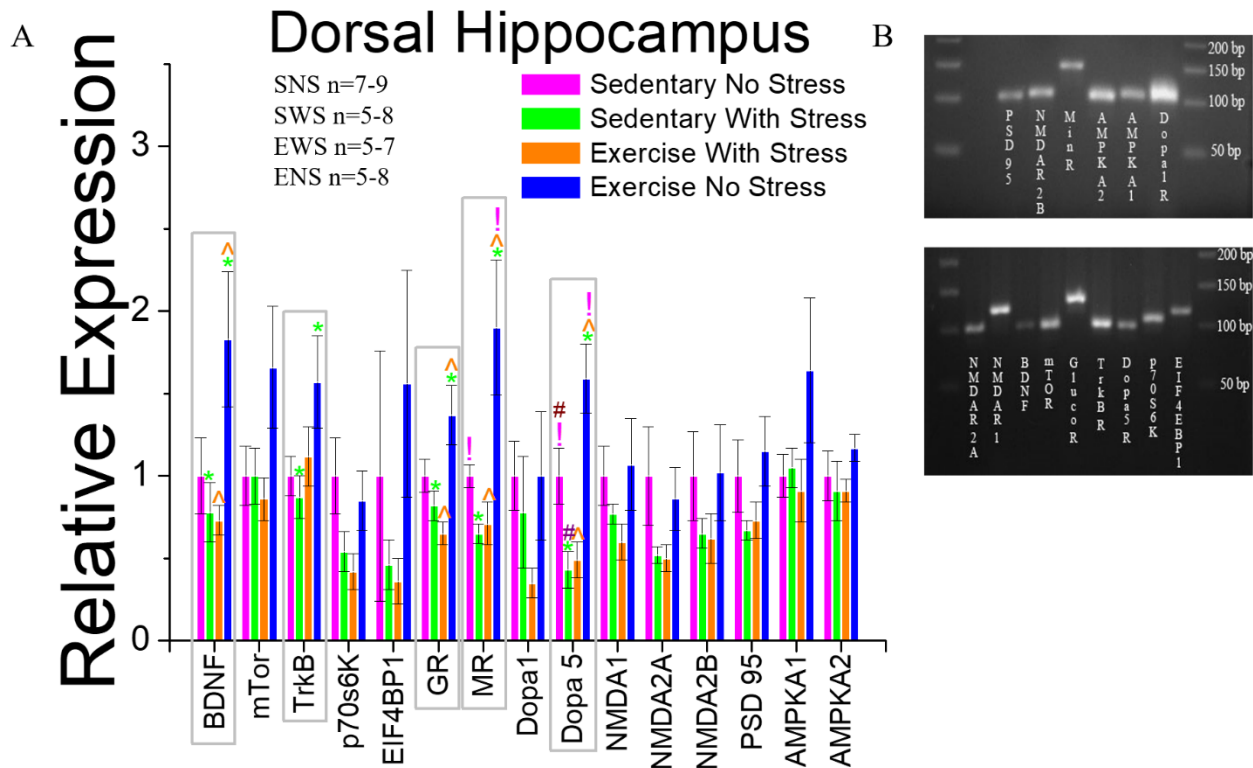 A
Dorsal Hippocampus
B
Relative Expression
3
2
1
0
SNS n=7-9
SWS n=5-8
EWS n=5-7
ENS n=5-8
Sedentary No Stress
Sedentary With Stress
Exercise With Stress
Exercise No Stress
^
*
*
^
*
*
^
*
*
^
!
^
*
!
*
^
!
^
*
#
!
#
*
^
BDNF
mTor
TrkB
p70s6K
EIF4BP1
GR
MR
Dopa1
Dopa 5
NMDA1
NMDA2A
NMDA2B
PSD 95
AMPKA1
AMPKA2
200 bp
150 bp
100 bp
50 bp
PSD 95
NMDAR 2B
MinR
AMPK A2
AMPK A1
Dopa1R
200 bp
150 bp
100 bp
50 bp
NMDAR 2A
NMDAR 1
BDNF
mTOR
GlucoR
TrkBR
Dopa5R
p70S6K
EIF4EBP1